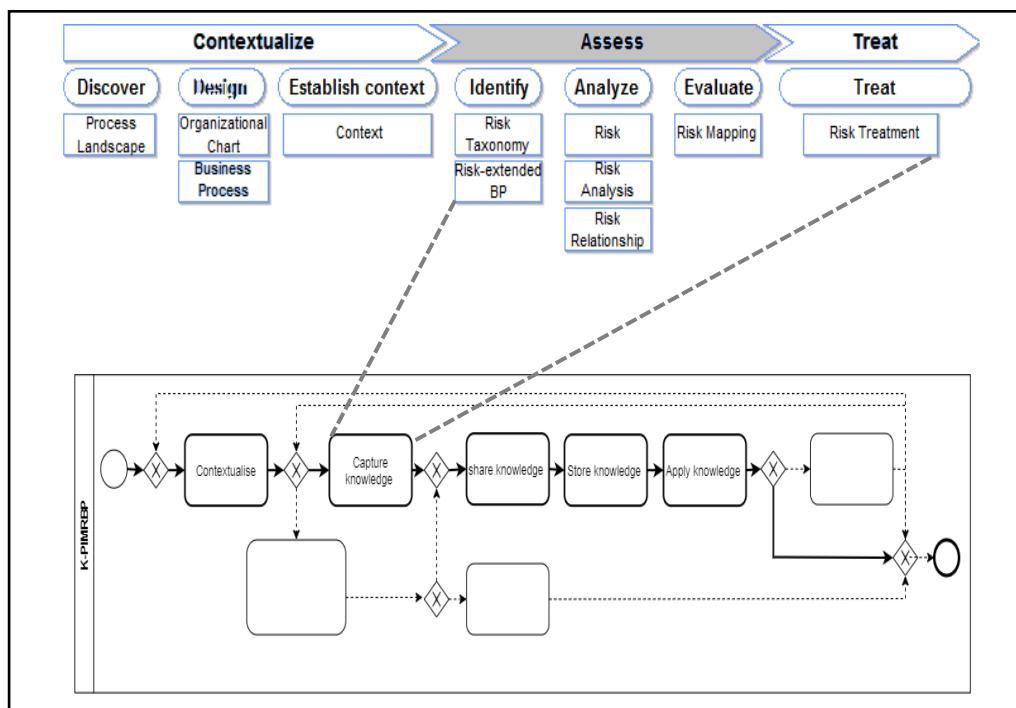 Contextualize
Assess
Treat
Discover
Design
Establish context
Identify
Analyze
Evaluate
Treat
Process
Landscape
Organizational
Chart
Business
Process
Context
Risk
Taxonomy
Risk-extended
BP
Risk
Risk
Analysis
Risk
Relationship
Risk Mapping
Risk Treatment
K-PIMRBP
Contextualise
Capture
knowledge
share knowledge
Store knowledge
Apply knowledge